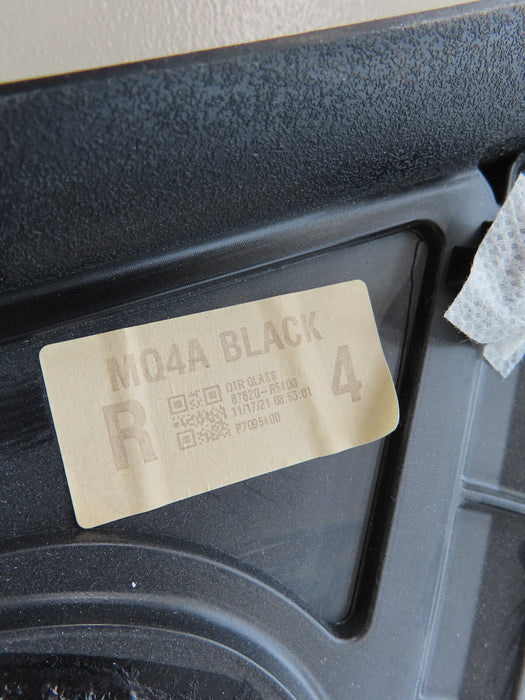 MQ4A BLACK
R
QTR GLASS
87820-R5400
11/17/21 08:53:01
P7095400
4